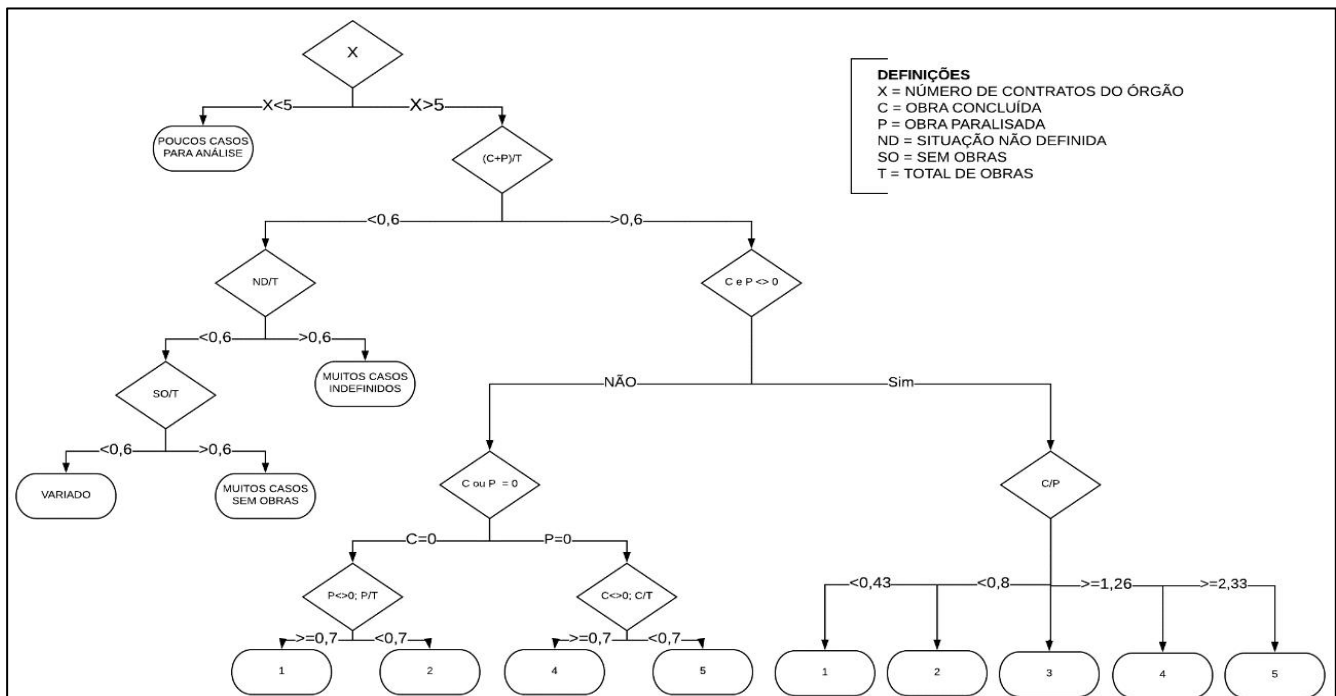 X
X<5
X>5
POUCOS CASOS
PARA ANÁLISE
(C+P)/T
DEFINIÇÕES
X = NÚMERO DE CONTRATOS DO ÓRGÃO
C = OBRA CONCLUÍDA
P = OBRA PARALISADA
ND = SITUAÇÃO NÃO DEFINIDA
SO = SEM OBRAS
T = TOTAL DE OBRAS
<0,6
>0,6
ND/T
C e P <> 0
<0,6
>0,6
SO/T
MUITOS CASOS
INDEFINIDOS
NÃO
Sim
<0,6
>0,6
VARIADO
MUITOS CASOS
SEM OBRAS
C ou P = 0
C/P
C=0
P=0
P<>0; P/T
C<>0; C/T
<0,43
<0,8
>=1,26
>=2,33
>=0,7
<0,7
>=0,7
<0,7
1
2
4
5
1
2
3
4
5